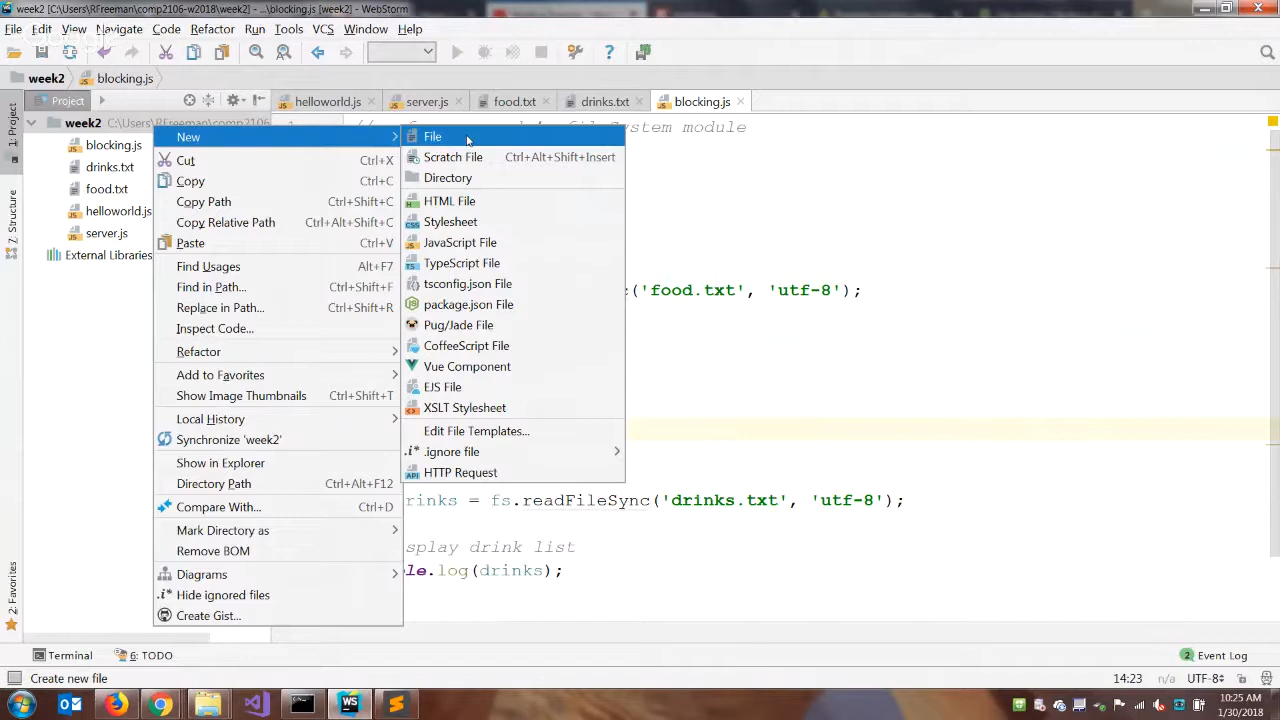 week2 [C:\Users\RFreeman\comp2106-w2018\week2] - ...\blocking.js [week2] - WebStorm
File Edit View Navigate Code Refactor Run Tools VCS Window Help
week2 blocking.js
1: Project
Project
helloworld.js
server.js
food.txt
drinks.txt
blocking.js
week2 C:\Users\RFreeman\comp2106
blocking.js
drinks.txt
food.txt
helloworld.js
server.js
External Libraries
7: Structure
2: Favorites
New
Cut Ctrl+X
Copy Ctrl+C
Copy Path Ctrl+Shift+C
Copy Relative Path Ctrl+Alt+Shift+C
Paste Ctrl+V
Find Usages Alt+F7
Find in Path... Ctrl+Shift+F
Replace in Path... Ctrl+Shift+R
Inspect Code...
Refactor
Add to Favorites
Show Image Thumbnails Ctrl+Shift+T
Local History
Synchronize 'week2'
Show in Explorer
Directory Path Ctrl+Alt+F12
Compare With... Ctrl+D
Mark Directory as
Remove BOM
Diagrams
Hide ignored files
Create Gist...
File
Scratch File Ctrl+Alt+Shift+Insert
Directory
HTML File
Stylesheet
JavaScript File
TypeScript File
tsconfig.json File
package.json File
Pug/Jade File
CoffeeScript File
Vue Component
EJS File
XSLT Stylesheet
Edit File Templates...
.ignore file
HTTP Request
System module
('food.txt', 'utf-8');
rinks = fs.readFileSync('drinks.txt', 'utf-8');
splay drink list
le.log(drinks);
Terminal 6: TODO 2 Event Log
Create new file 14:23 n/a UTF-8
10:25 AM
1/30/2018